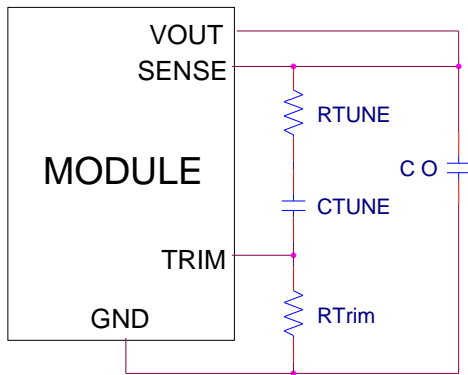 VOUT
SENSE
RTUNE
MODULE
C O
CTUNE
TRIM
GND
RTrim